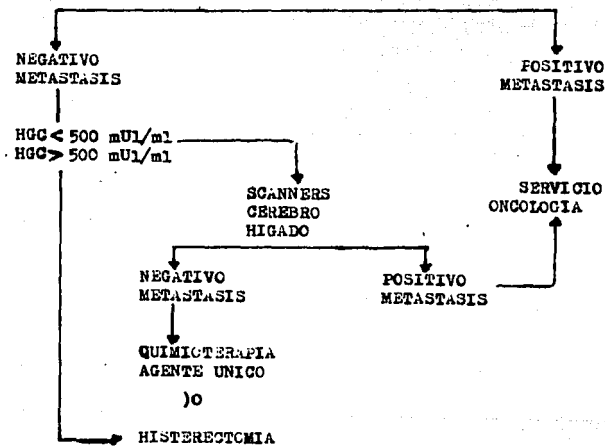 NEGATIVO
METASTASIS
POSITIVO
METASTASIS
HGC < 500 mUl/ml
HGC > 500 mUl/ml
SCANNERS
CEREBRO
HIGADO
SERVICIO
ONCOLOGIA
NEGATIVO
METASTASIS
POSITIVO
METASTASIS
QUIMIOTERAPIA
AGENTE UNICO
)O
HISTERECTOMIA